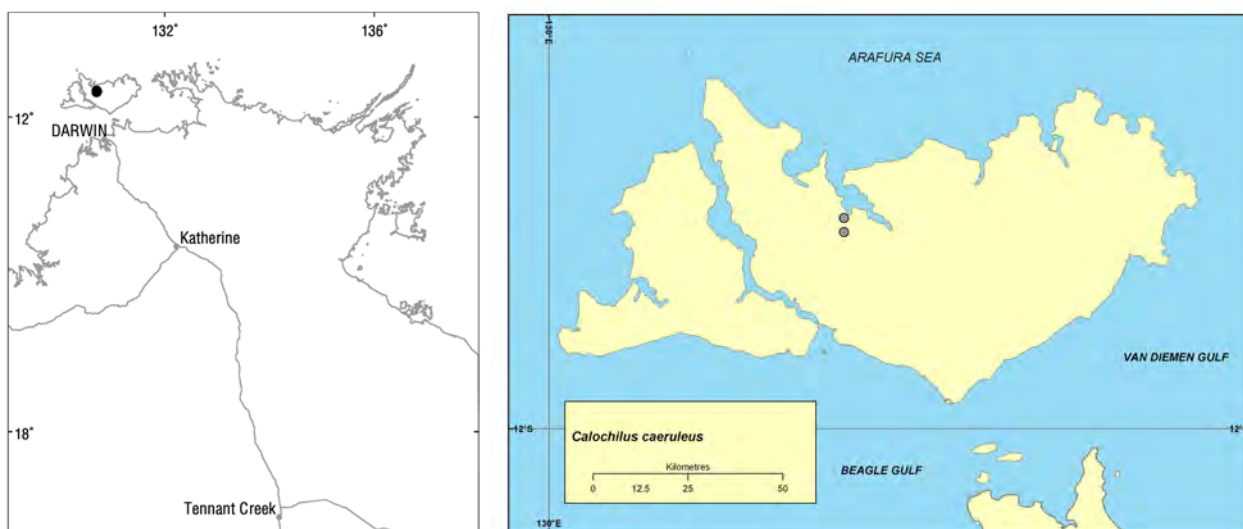 132°
136°
12°
DARWIN
Katherine
18°
Tennant Creek
130°E
ARAFURA SEA
VAN DIEMEN GULF
12°S
12°
Calochilus caeruleus
Kilometres
0 12.5 25 50
BEAGLE GULF
130°E